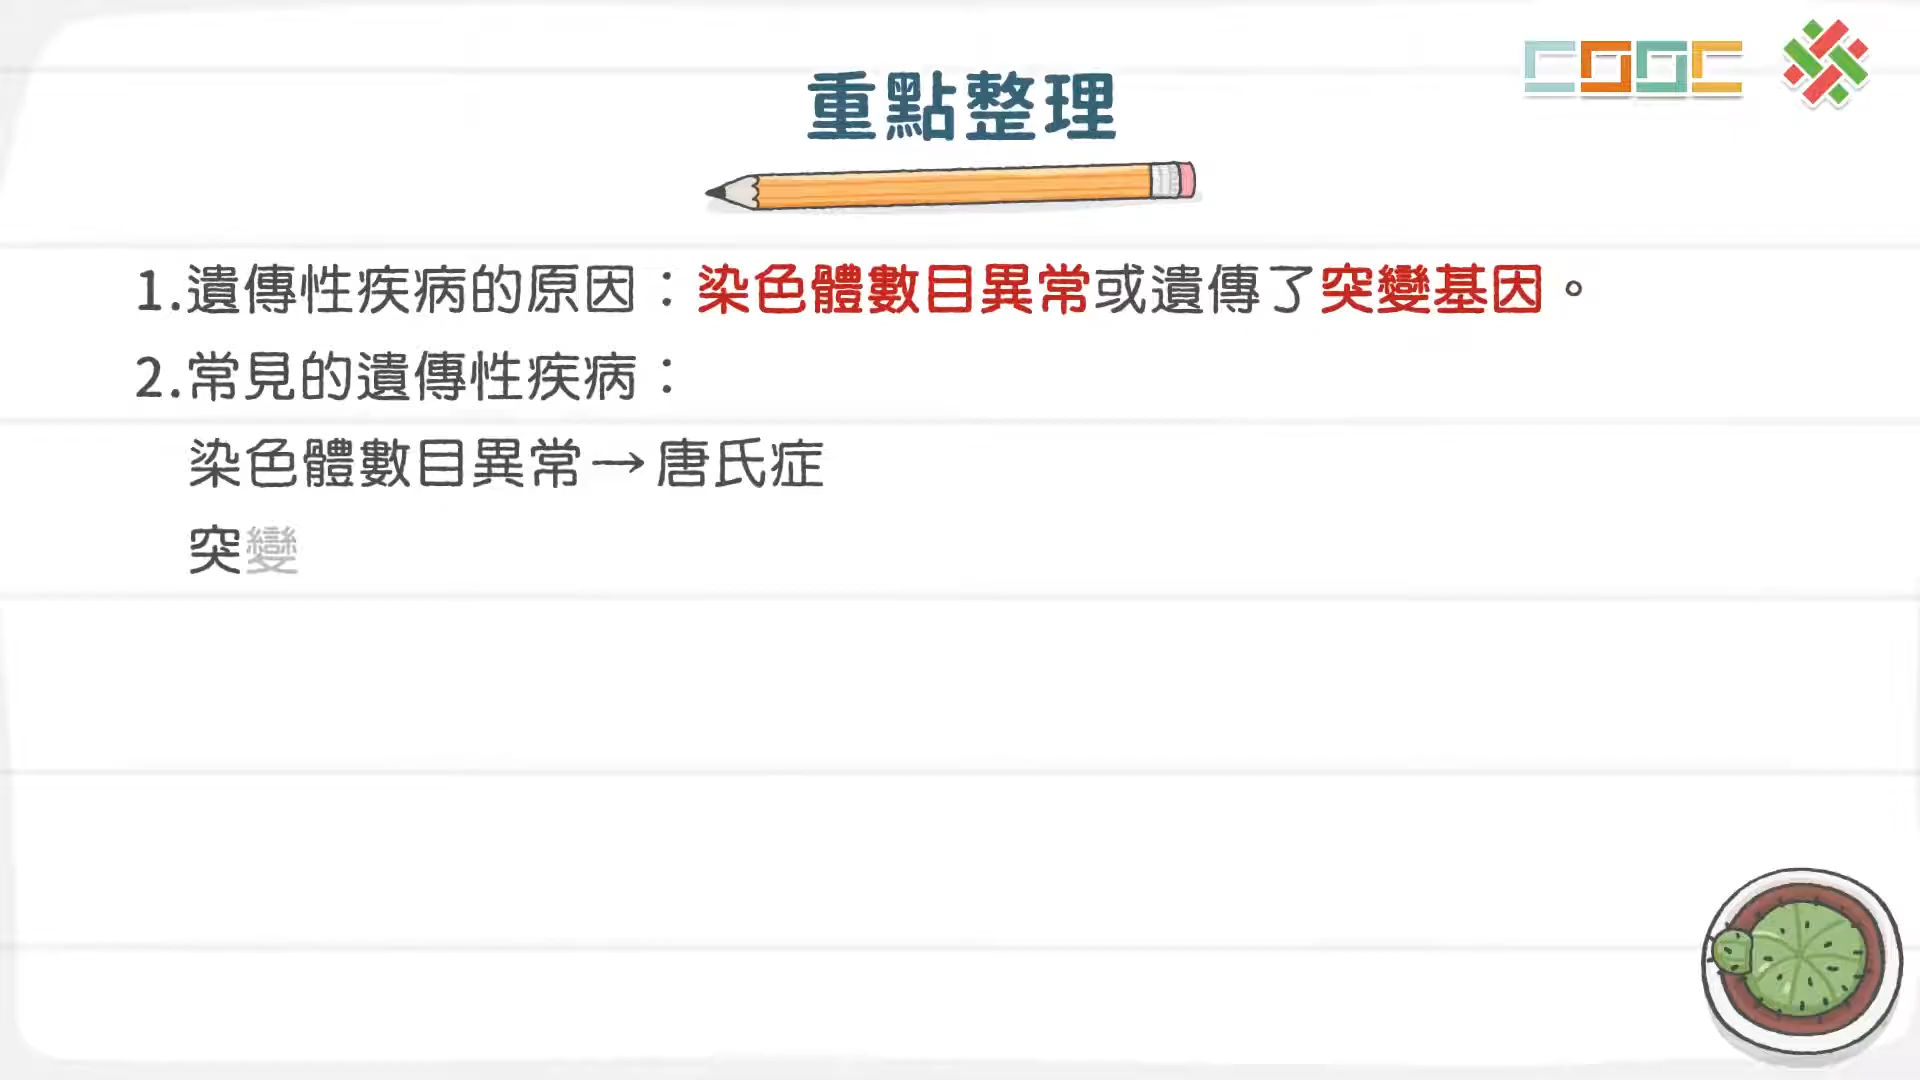 COOC
重點整理
1.遺傳性疾病的原因：染色體數目異常或遺傳了突變基因。
2.常見的遺傳性疾病：
染色體數目異常→唐氏症
突變